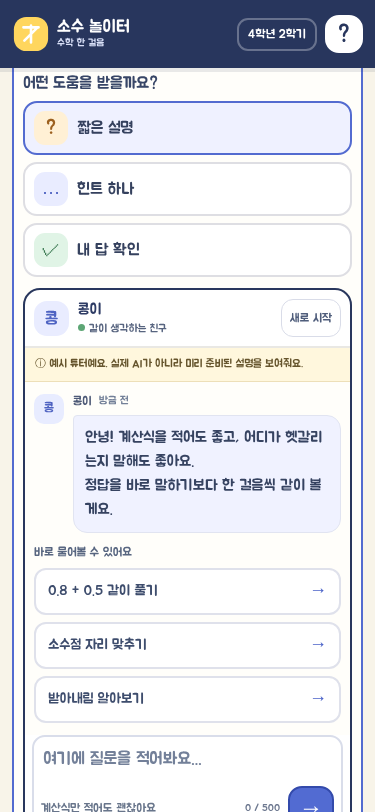 소수 놀이터
수학 한 걸음
4학년 2학기
?
어떤 도움을 받을까요?
? 짧은 설명
... 힌트 하나
✓ 내 답 확인
콩
콩이
같이 생각하는 친구
새로 시작
ⓘ 예시 튜터예요. 실제 AI가 아니라 미리 준비된 설명을 보여줘요.
콩
콩이 방금 전
안녕! 계산식을 적어도 좋고, 어디가 헷갈리
는지 말해도 좋아요.
정답을 바로 말하기보다 한 걸음씩 같이 볼
게요.
바로 물어볼 수 있어요
0.8 + 0.5 같이 풀기 →
소수점 자리 맞추기 →
받아내림 알아보기 →
여기에 질문을 적어봐요...
계산식만 적어도 괜찮아요
0 / 500 →